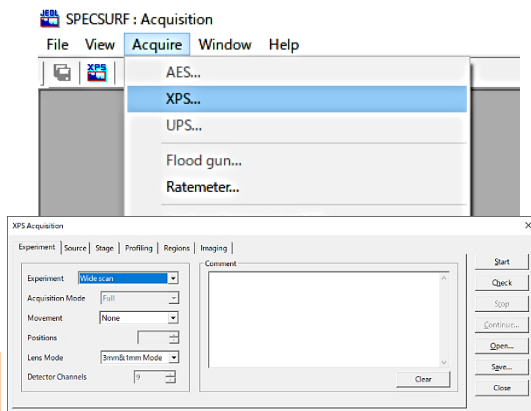 JEOL SPECSURF : Acquisition
File View Acquire Window Help
XPS
AES...
XPS...
UPS...
Flood gun...
Ratemeter...
XPS Acquisition
Experiment Source Stage Profiling Regions Imaging
Experiment Wide scan
Acquisition Mode Full
Movement None
Positions
Lens Mode 3mm&1mm Mode
Detector Channels 9
Comment
Clear
Start
Check
Stop
Continue...
Open...
Save...
Close